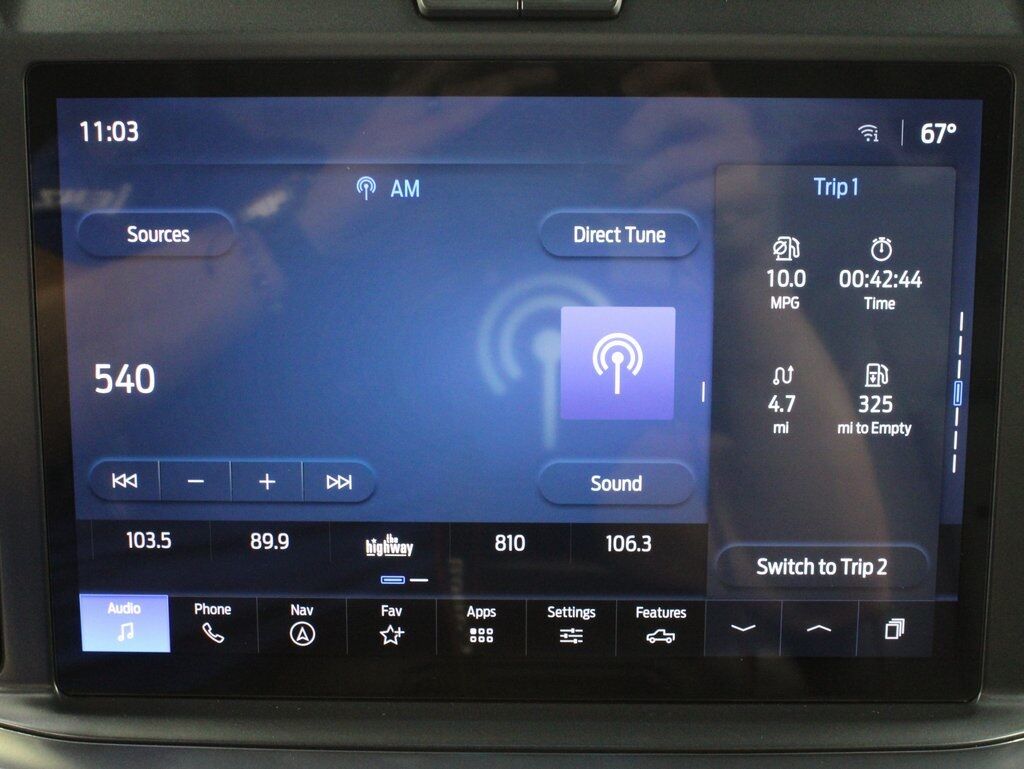 11:03
67°
AM
Trip 1
Sources
Direct Tune
10.0
MPG
00:42:44
Time
540
4.7
mi
325
mi to Empty
Sound
103.5
89.9
the
highway
810
106.3
Switch to Trip 2
Audio
Phone
Nav
Fav
Apps
Settings
Features